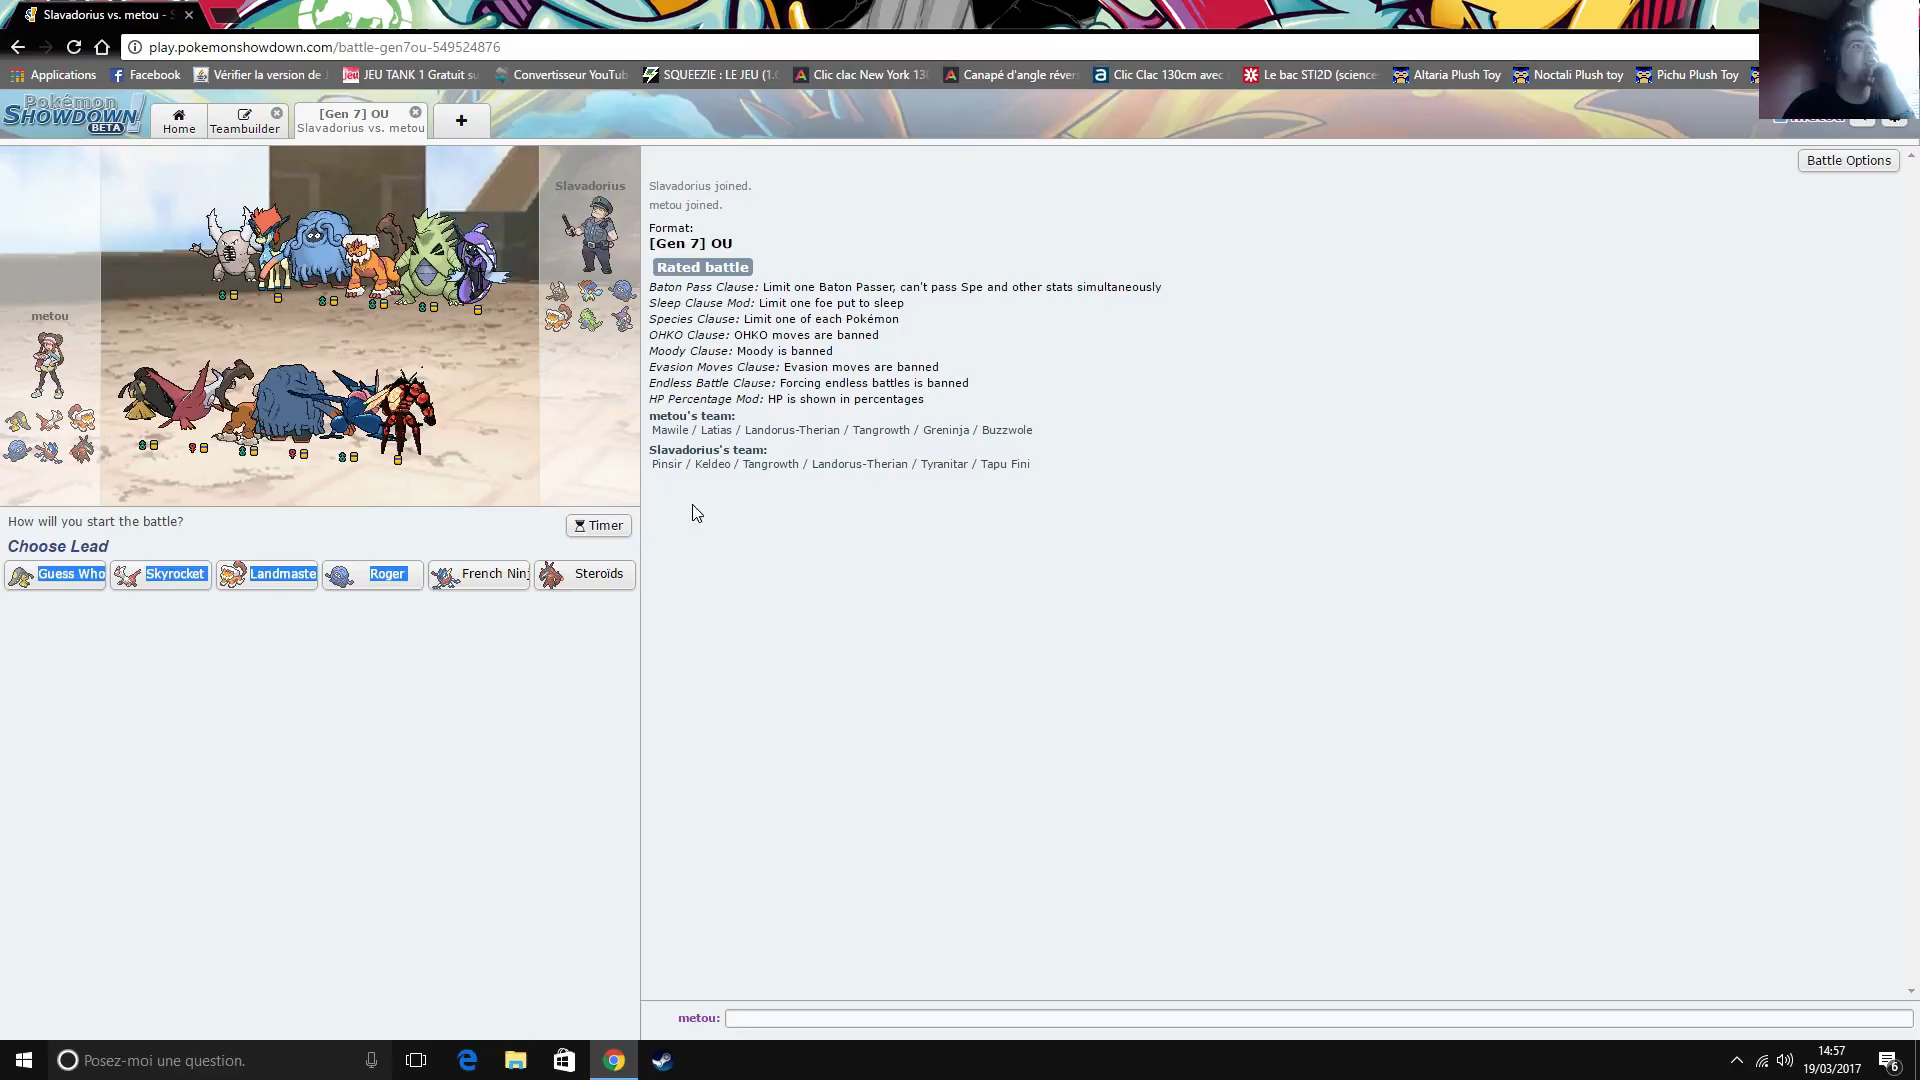 Slavadorius vs. metou - S
play.pokemonshowdown.com/battle-gen7ou-549524876
Applications
Facebook
Vérifier la version de J
JEU TANK 1 Gratuit su
Convertisseur YouTub
SQUEEZIE : LE JEU (1.0
Clic clac New York 13
Canapé d'angle révers
Clic Clac 130cm avec
Le bac STI2D (science
Altaria Plush Toy
Noctali Plush toy
Pichu Plush Toy
Pokémon
SHOWDOWN!
BETA
Home
Teambuilder
[Gen 7] OU
Slavadorius vs. metou
+
Battle Options
Slavadorius
metou
Slavadorius joined.
metou joined.
Format:
[Gen 7] OU
Rated battle
Baton Pass Clause: Limit one Baton Passer, can't pass Spe and other stats simultaneously
Sleep Clause Mod: Limit one foe put to sleep
Species Clause: Limit one of each Pokémon
OHKO Clause: OHKO moves are banned
Moody Clause: Moody is banned
Evasion Moves Clause: Evasion moves are banned
Endless Battle Clause: Forcing endless battles is banned
HP Percentage Mod: HP is shown in percentages
metou's team:
Mawile / Latias / Landorus-Therian / Tangrowth / Greninja / Buzzwole
Slavadorius's team:
Pinsir / Keldeo / Tangrowth / Landorus-Therian / Tyranitar / Tapu Fini
How will you start the battle?
Timer
Choose Lead
Guess Who
Skyrocket
Landmaste
Roger
French Ninj
Steroïds
metou:
Posez-moi une question.
14:57
19/03/2017
6